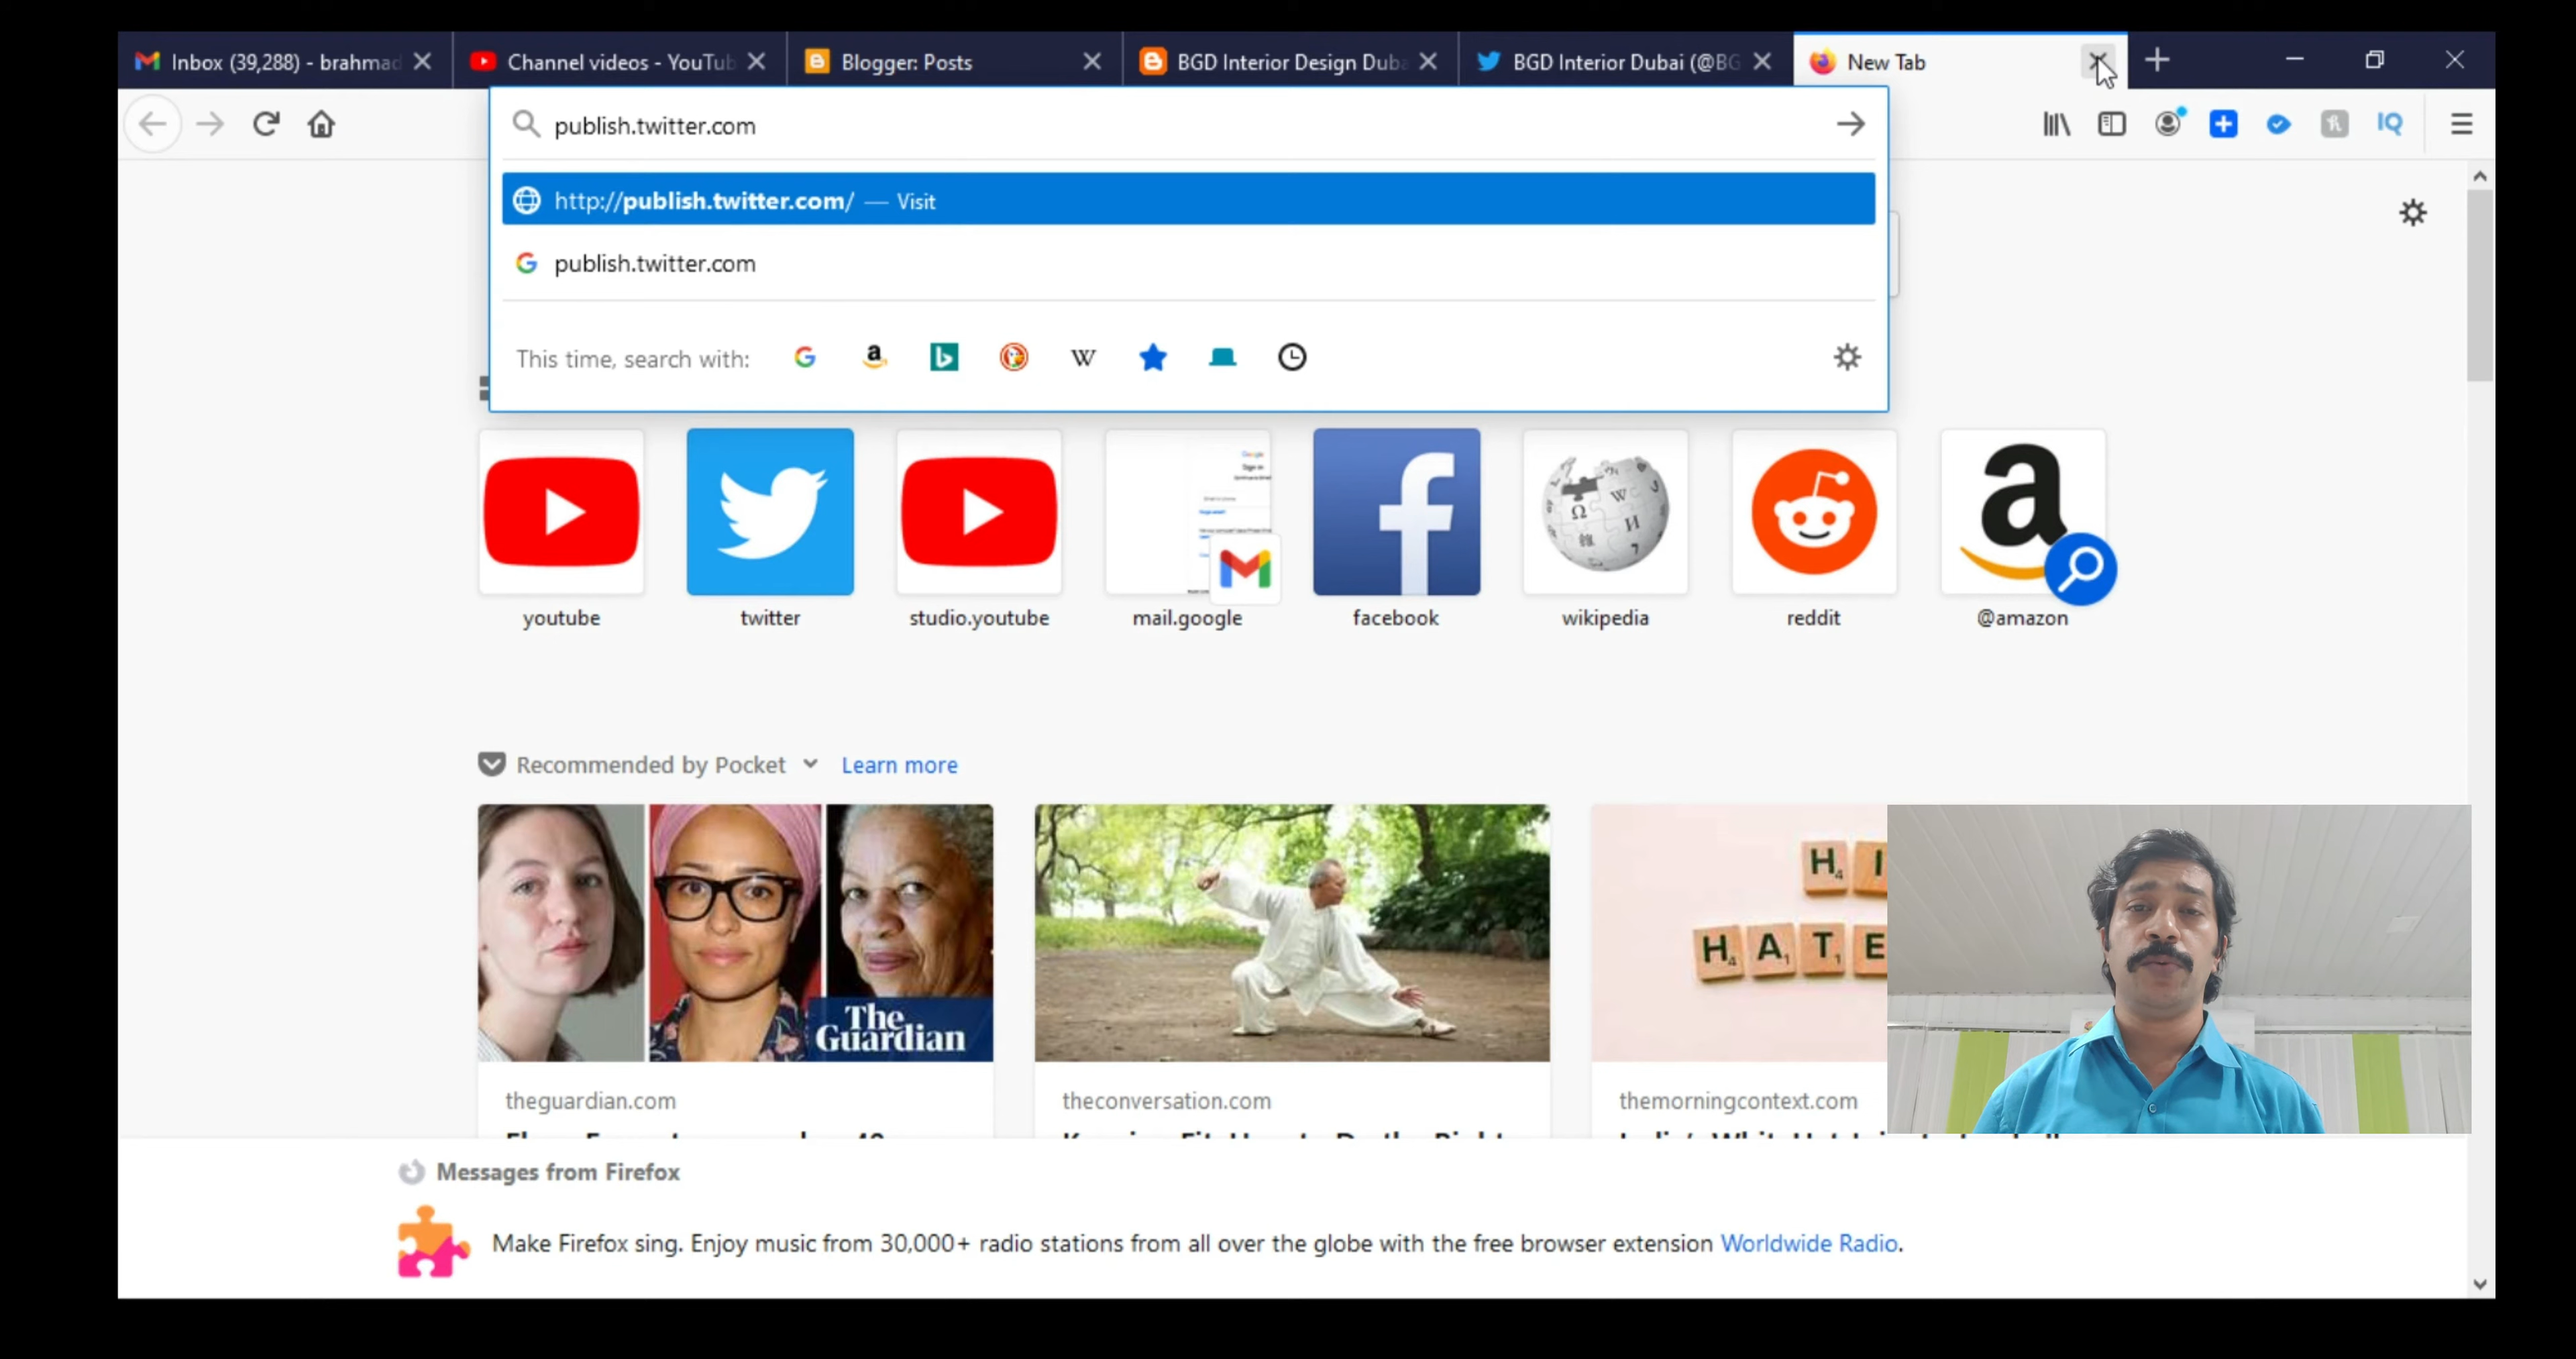 Inbox (39,288) - brahmad
Channel videos - YouTub
Blogger: Posts
BGD Interior Design Duba
BGD Interior Dubai (@BG
New Tab
publish.twitter.com
IQ
http://publish.twitter.com/ — Visit
publish.twitter.com
This time, search with:
youtube
twitter
studio.youtube
mail.google
facebook
wikipedia
reddit
@amazon
Recommended by Pocket
Learn more
The Guardian
HI
HATE
theguardian.com
theconversation.com
themorningcontext.com
Messages from Firefox
Make Firefox sing. Enjoy music from 30,000+ radio stations from all over the globe with the free browser extension Worldwide Radio.